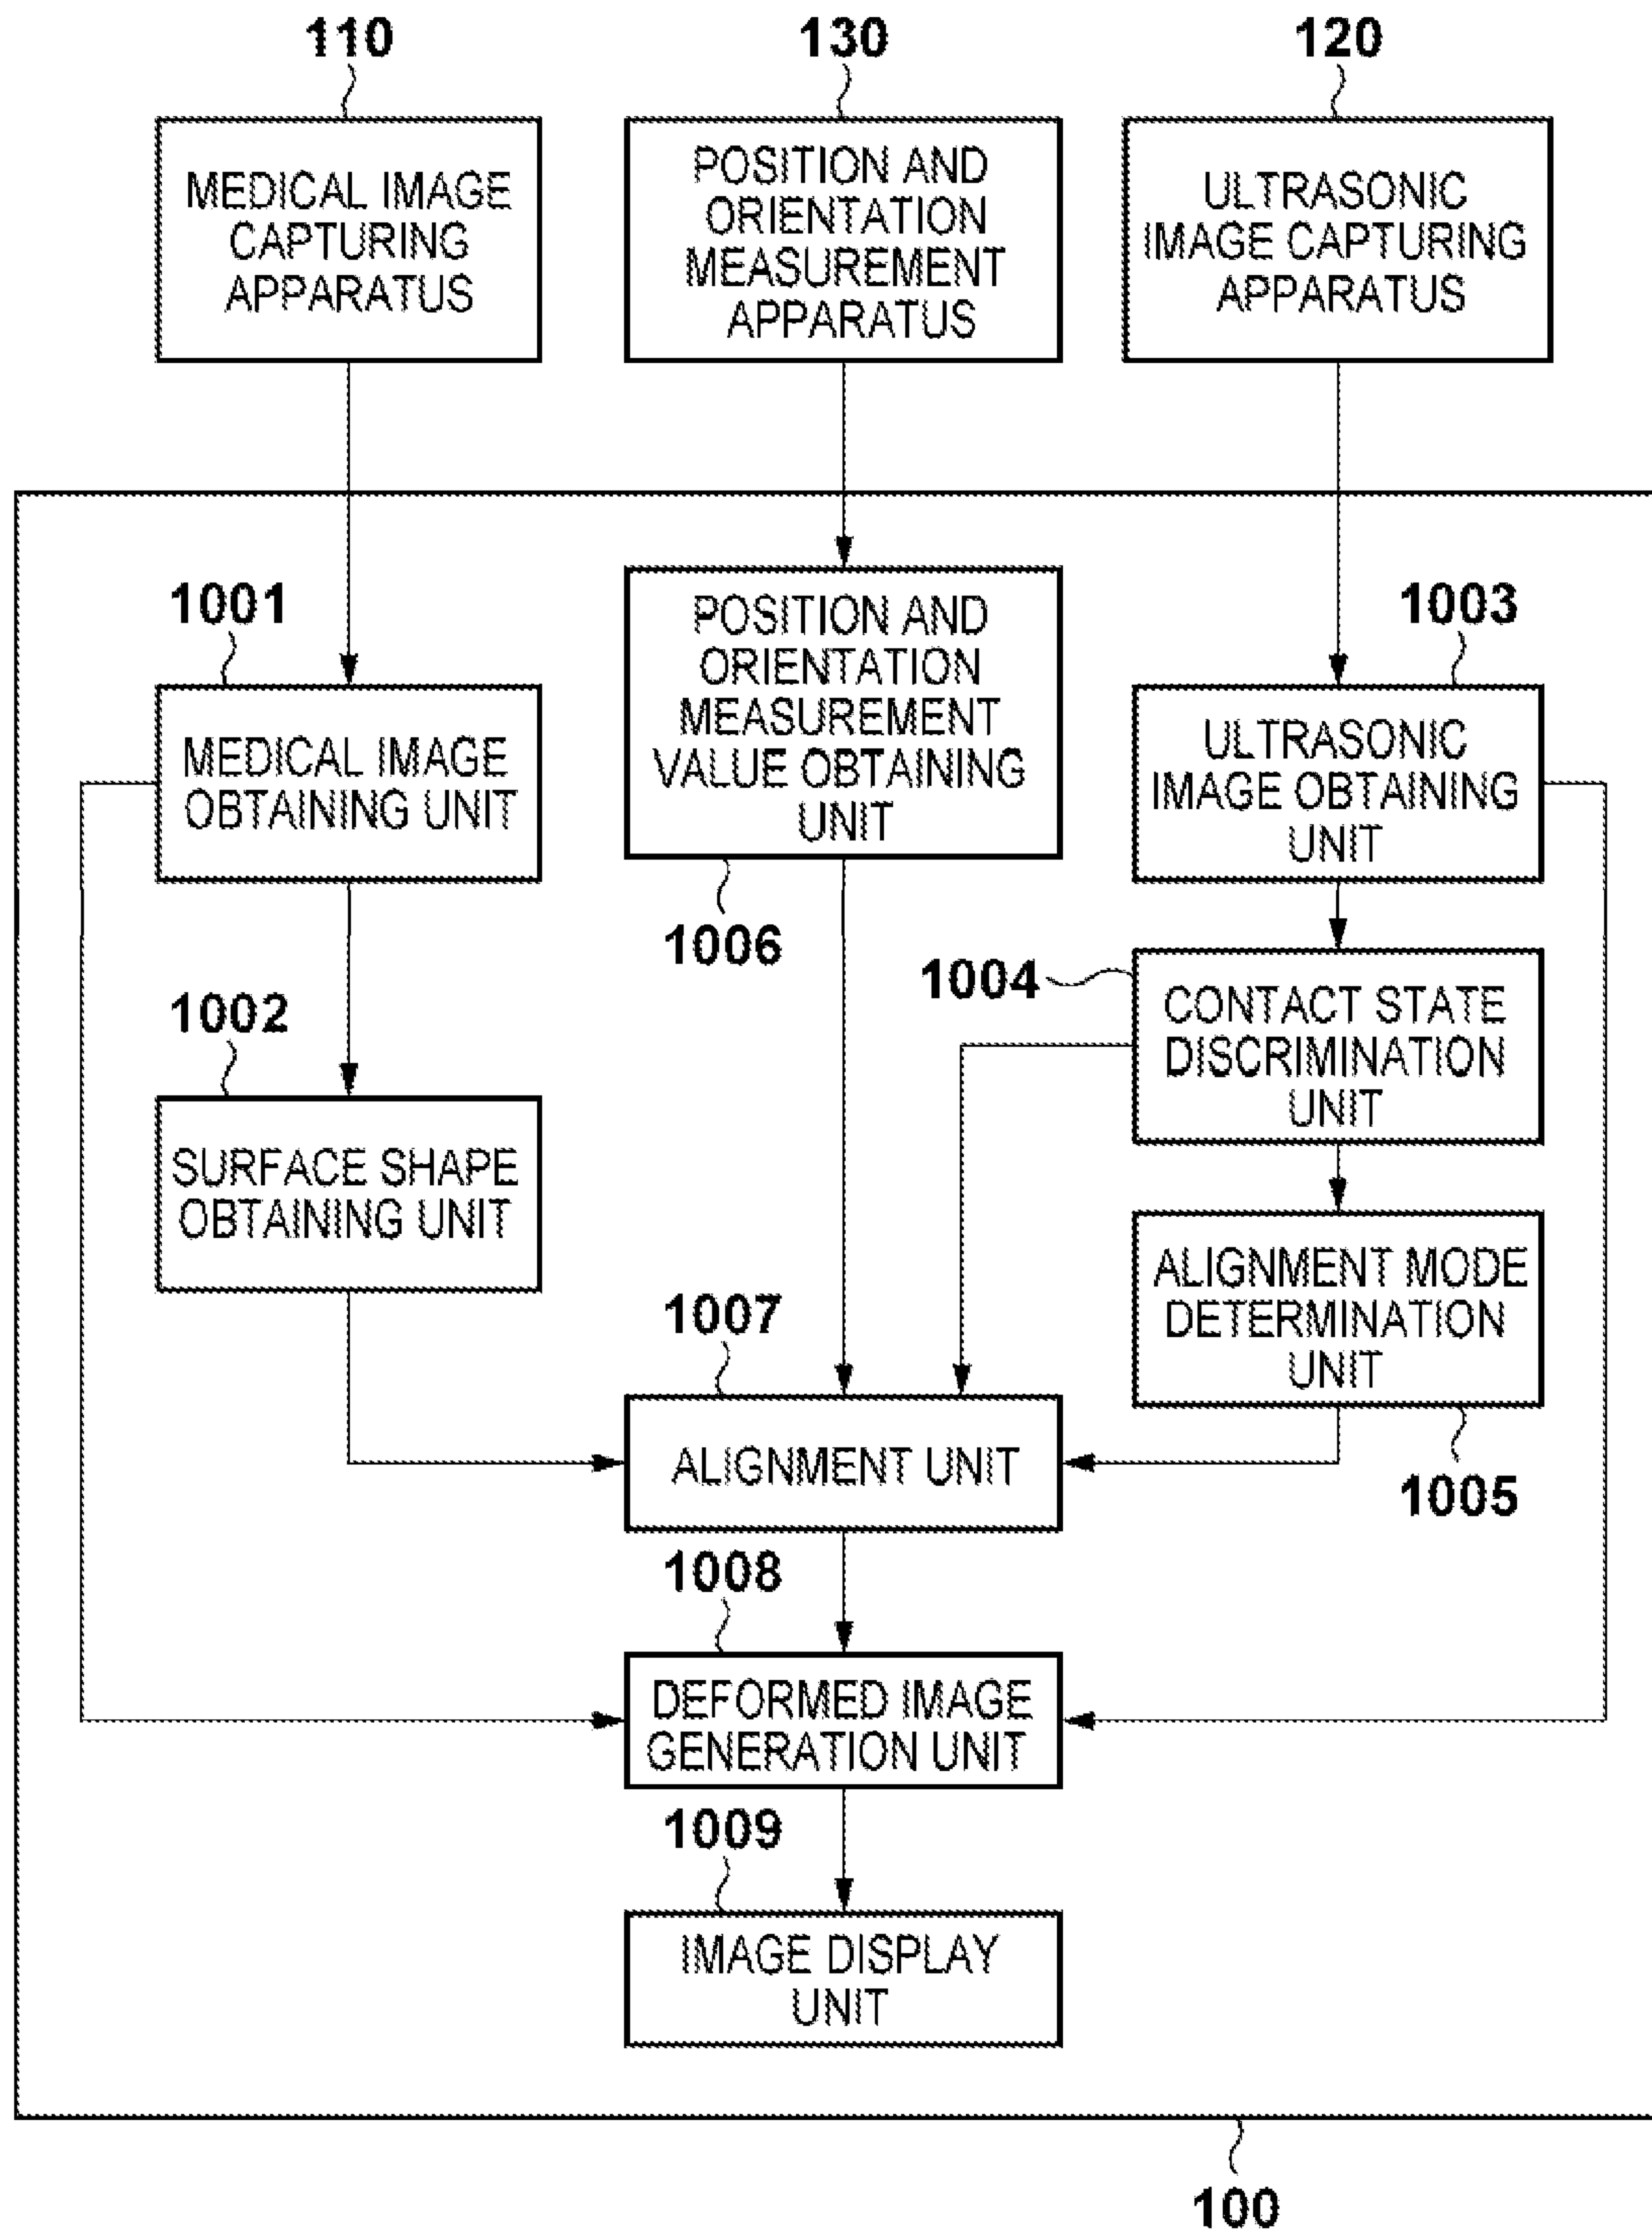 110
130
120
MEDICAL IMAGE
CAPTURING
APPARATUS
POSITION AND
ORIENTATION
MEASUREMENT
APPARATUS
ULTRASONIC
IMAGE CAPTURING
APPARATUS
1001
MEDICAL IMAGE
OBTAINING UNIT
POSITION AND
ORIENTATION
MEASUREMENT
VALUE OBTAINING
UNIT
1006
1003
ULTRASONIC
IMAGE OBTAINING
UNIT
1004
CONTACT STATE
DISCRIMINATION
UNIT
1002
SURFACE SHAPE
OBTAINING UNIT
ALIGNMENT MODE
DETERMINATION
UNIT
1005
1007
ALIGNMENT UNIT
1008
DEFORMED IMAGE
GENERATION UNIT
1009
IMAGE DISPLAY
UNIT
100